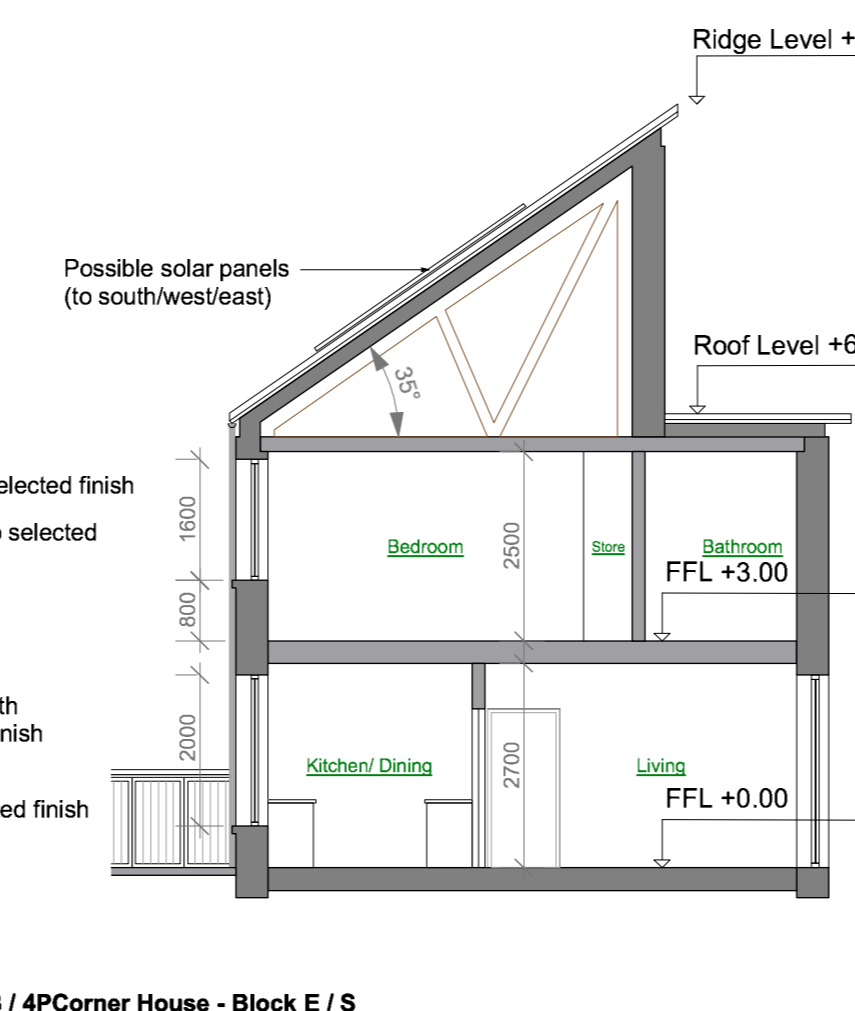 Ridge Level +
Possible solar panels
(to south/west/east)
35°
Roof Level +6
elected finish
selected
1600
Bedroom
2500
Store
Bathroom
FFL +3.00
800
th
nish
2000
Kitchen/ Dining
2700
Living
FFL +0.00
ed finish
/ 4PCorner House - Block E / S